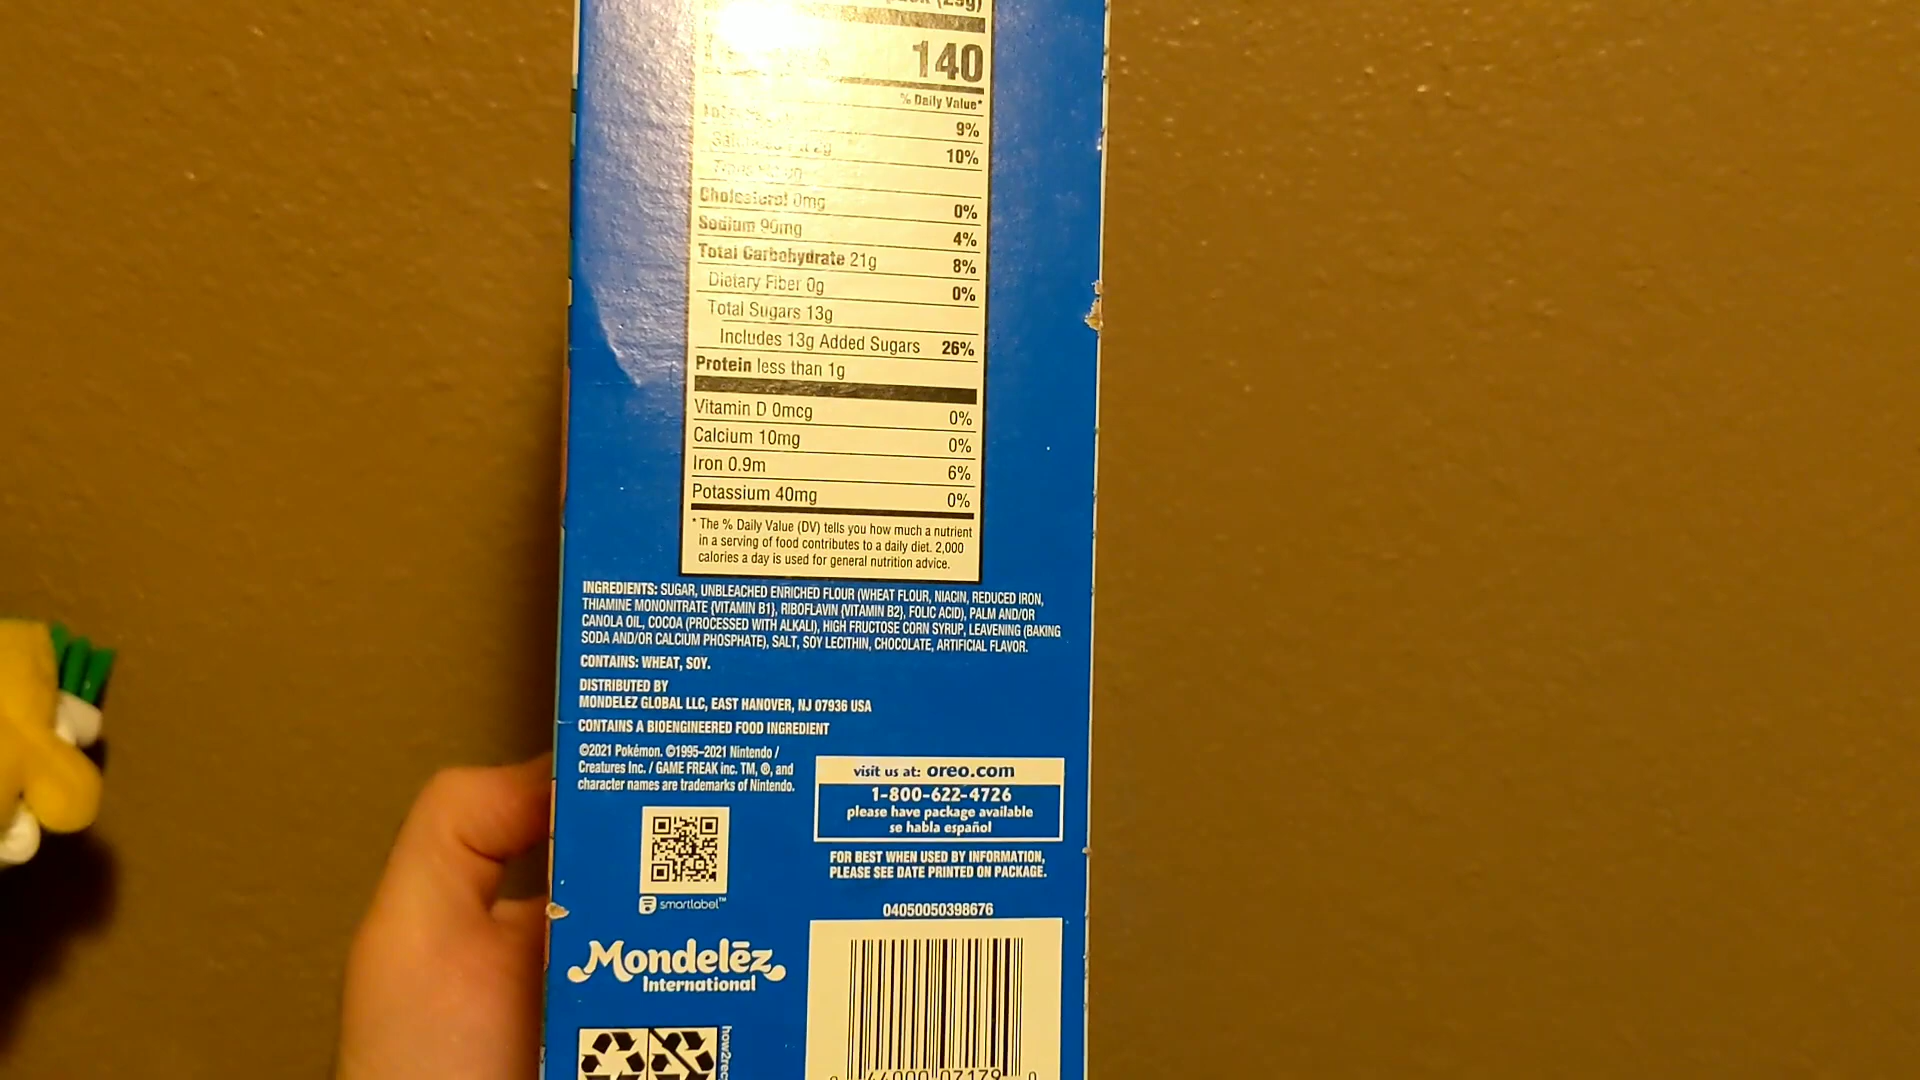 140
% Daily Value*
9%
10%
Cholesterol 0mg 0%
Sodium 90mg 4%
Total Carbohydrate 21g 8%
Dietary Fiber 0g 0%
Total Sugars 13g
Includes 13g Added Sugars 26%
Protein less than 1g
Vitamin D 0mcg 0%
Calcium 10mg 0%
Iron 0.9m 6%
Potassium 40mg 0%
* The % Daily Value (DV) tells you how much a nutrient
in a serving of food contributes to a daily diet. 2,000
calories a day is used for general nutrition advice.
INGREDIENTS: SUGAR, UNBLEACHED ENRICHED FLOUR (WHEAT FLOUR, NIACIN, REDUCED IRON,
THIAMINE MONONITRATE {VITAMIN B1}, RIBOFLAVIN {VITAMIN B2}, FOLIC ACID), PALM AND/OR
CANOLA OIL, COCOA (PROCESSED WITH ALKALI), HIGH FRUCTOSE CORN SYRUP, LEAVENING (BAKING
SODA AND/OR CALCIUM PHOSPHATE), SALT, SOY LECITHIN, CHOCOLATE, ARTIFICIAL FLAVOR.
CONTAINS: WHEAT, SOY.
DISTRIBUTED BY
MONDELEZ GLOBAL LLC, EAST HANOVER, NJ 07936 USA
CONTAINS A BIOENGINEERED FOOD INGREDIENT
©2021 Pokémon. ©1995–2021 Nintendo /
Creatures Inc. / GAME FREAK inc. TM, ®, and
character names are trademarks of Nintendo.
visit us at: oreo.com
1-800-622-4726
please have package available
se habla español
FOR BEST WHEN USED BY INFORMATION,
PLEASE SEE DATE PRINTED ON PACKAGE.
smartlabel™
04050050398676
Mondelēz
International
0 44000 07179 0